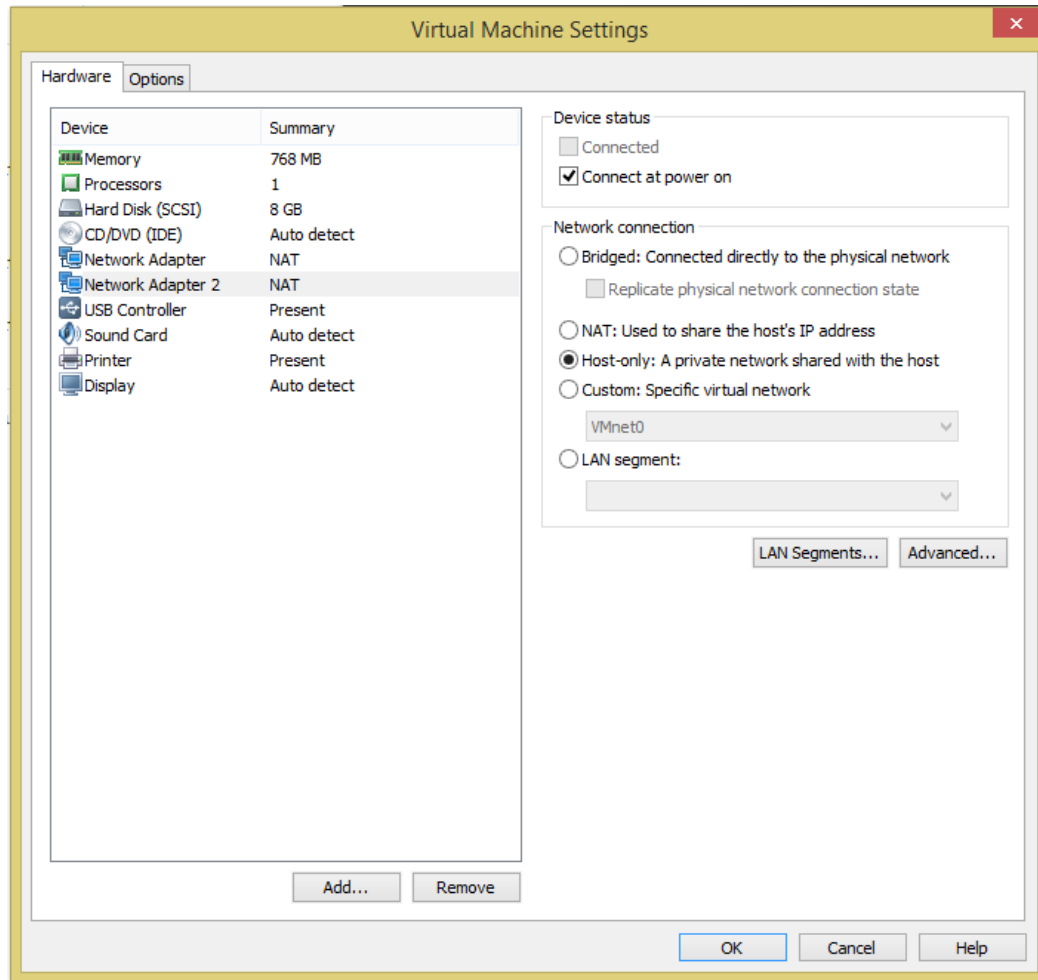 Virtual Machine Settings
Hardware
Options
Device Summary
Memory 768 MB
Processors 1
Hard Disk (SCSI) 8 GB
CD/DVD (IDE) Auto detect
Network Adapter NAT
Network Adapter 2 NAT
USB Controller Present
Sound Card Auto detect
Printer Present
Display Auto detect
Add... Remove
Device status
Connected
Connect at power on
Network connection
Bridged: Connected directly to the physical network
Replicate physical network connection state
NAT: Used to share the host's IP address
Host-only: A private network shared with the host
Custom: Specific virtual network
VMnet0
LAN segment:
LAN Segments... Advanced...
OK Cancel Help